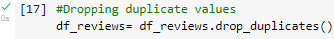 [17] #Dropping duplicate values
df_reviews= df_reviews.drop_duplicates()
0s